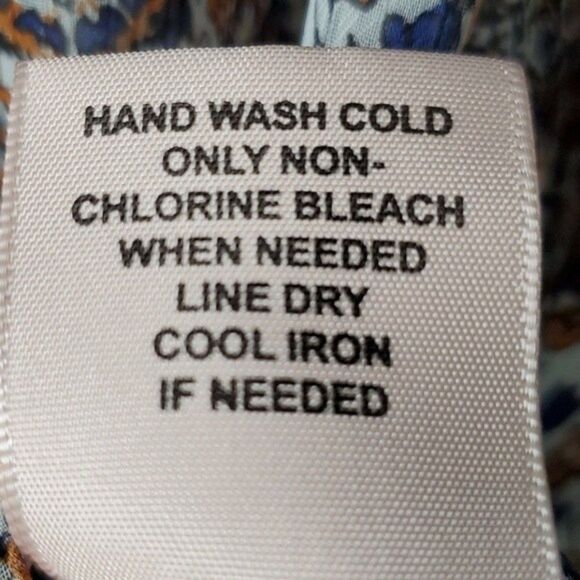 HAND WASH COLD
ONLY NON-
CHLORINE BLEACH
WHEN NEEDED
LINE DRY
COOL IRON
IF NEEDED